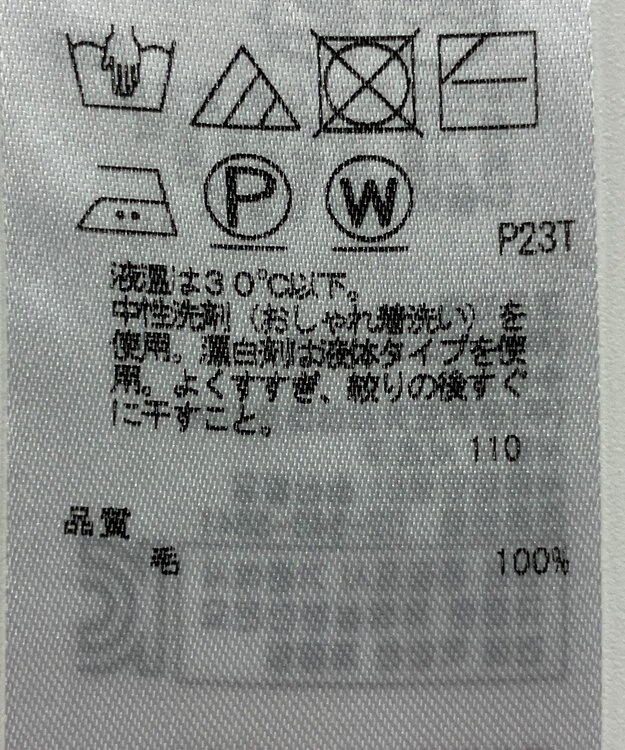 P W
P23T
液温は30℃以下。
中性洗剤（おしゃれ着洗い）を
使用。漂白剤は液体タイプを使
用。よくすすぎ、絞りの後すぐ
に干すこと。
110
品質
毛 100%